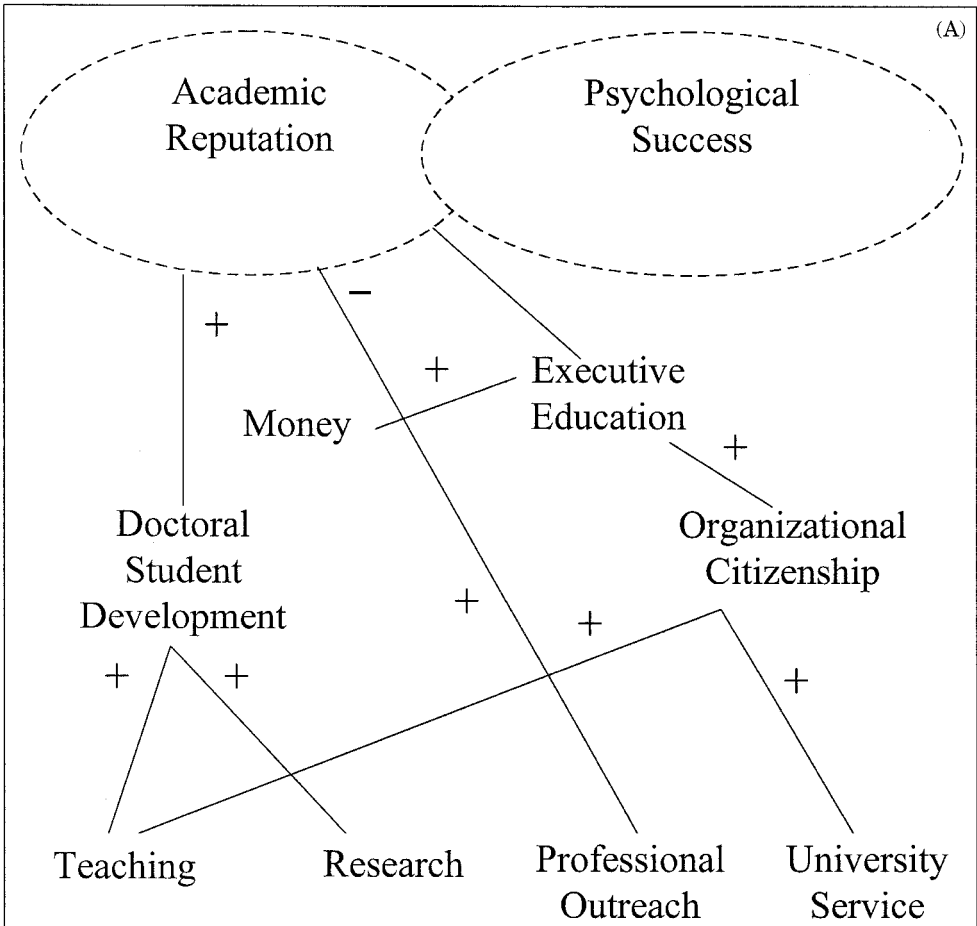 (A)
Academic
Reputation
Psychological
Success
−
+
+
Executive
Education
Money
+
Doctoral
Student
Development
Organizational
Citizenship
+
+
+
+
+
Teaching
Research
Professional
Outreach
University
Service